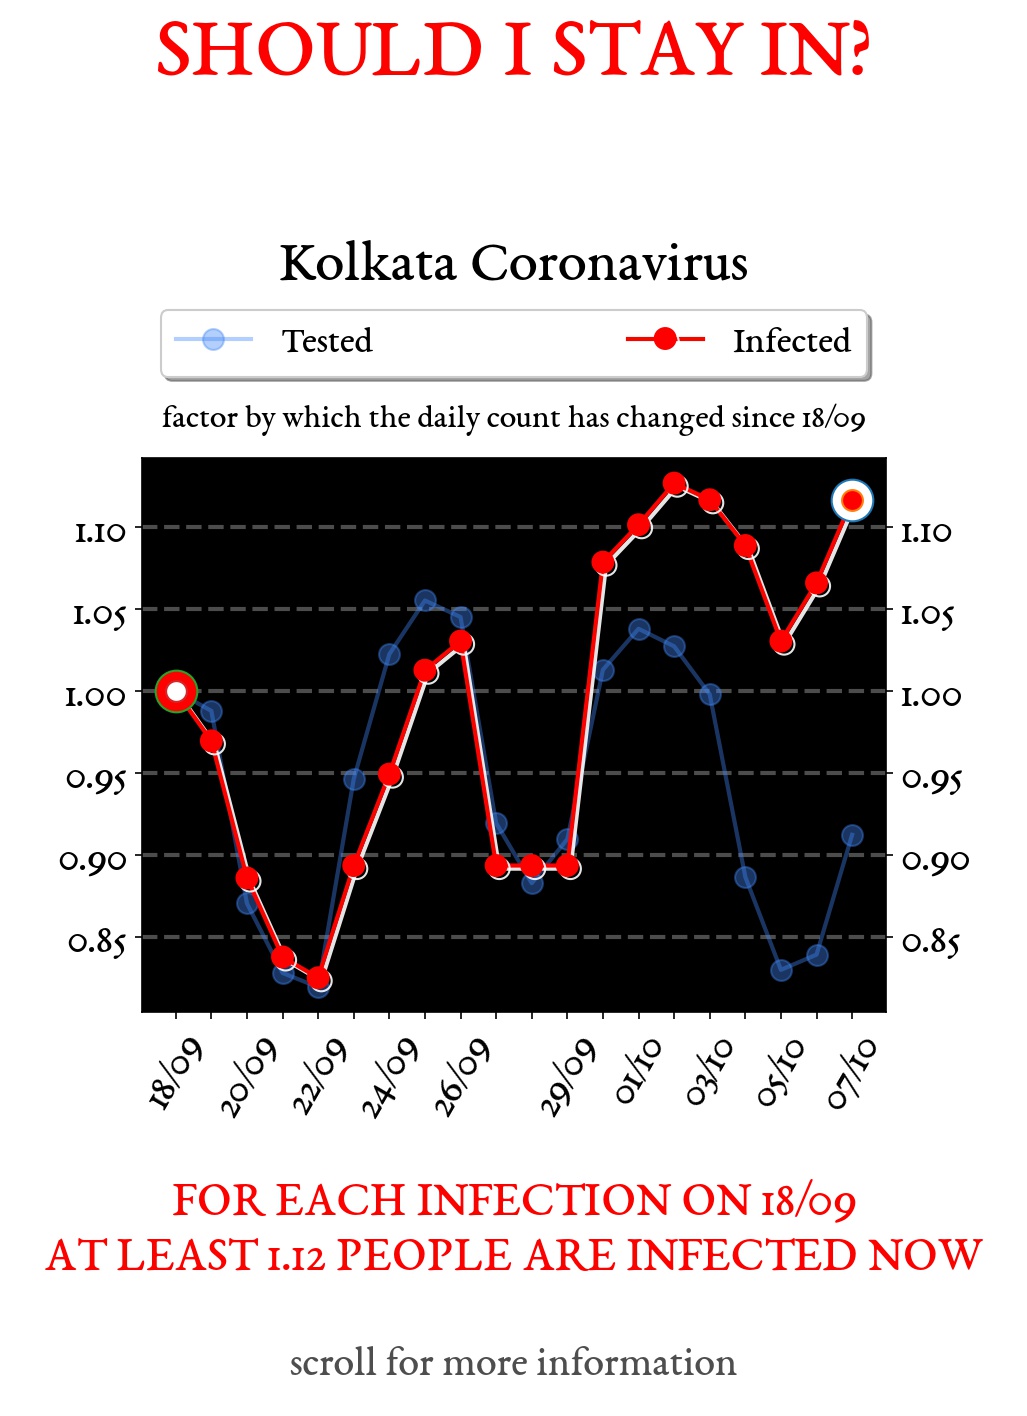 SHOULD I STAY IN?
Kolkata Coronavirus
Tested Infected
factor by which the daily count has changed since 18/09
1.10 1.10
1.05 1.05
1.00 1.00
0.95 0.95
0.90 0.90
0.85 0.85
18/09 20/09 22/09 24/09 26/09 29/09 01/10 03/10 05/10 07/10
FOR EACH INFECTION ON 18/09
AT LEAST 1.12 PEOPLE ARE INFECTED NOW
scroll for more information